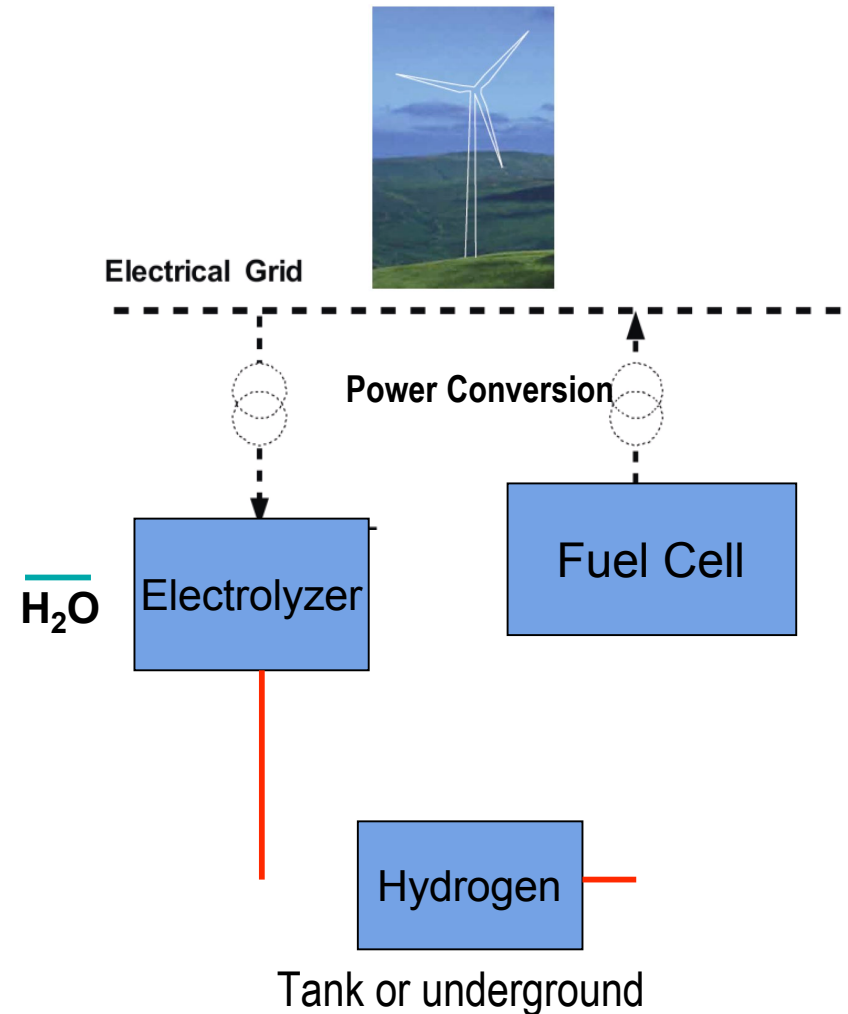 Electrical Grid
Power Conversion
Fuel Cell
Electrolyzer
H₂O
Hydrogen
Tank or underground